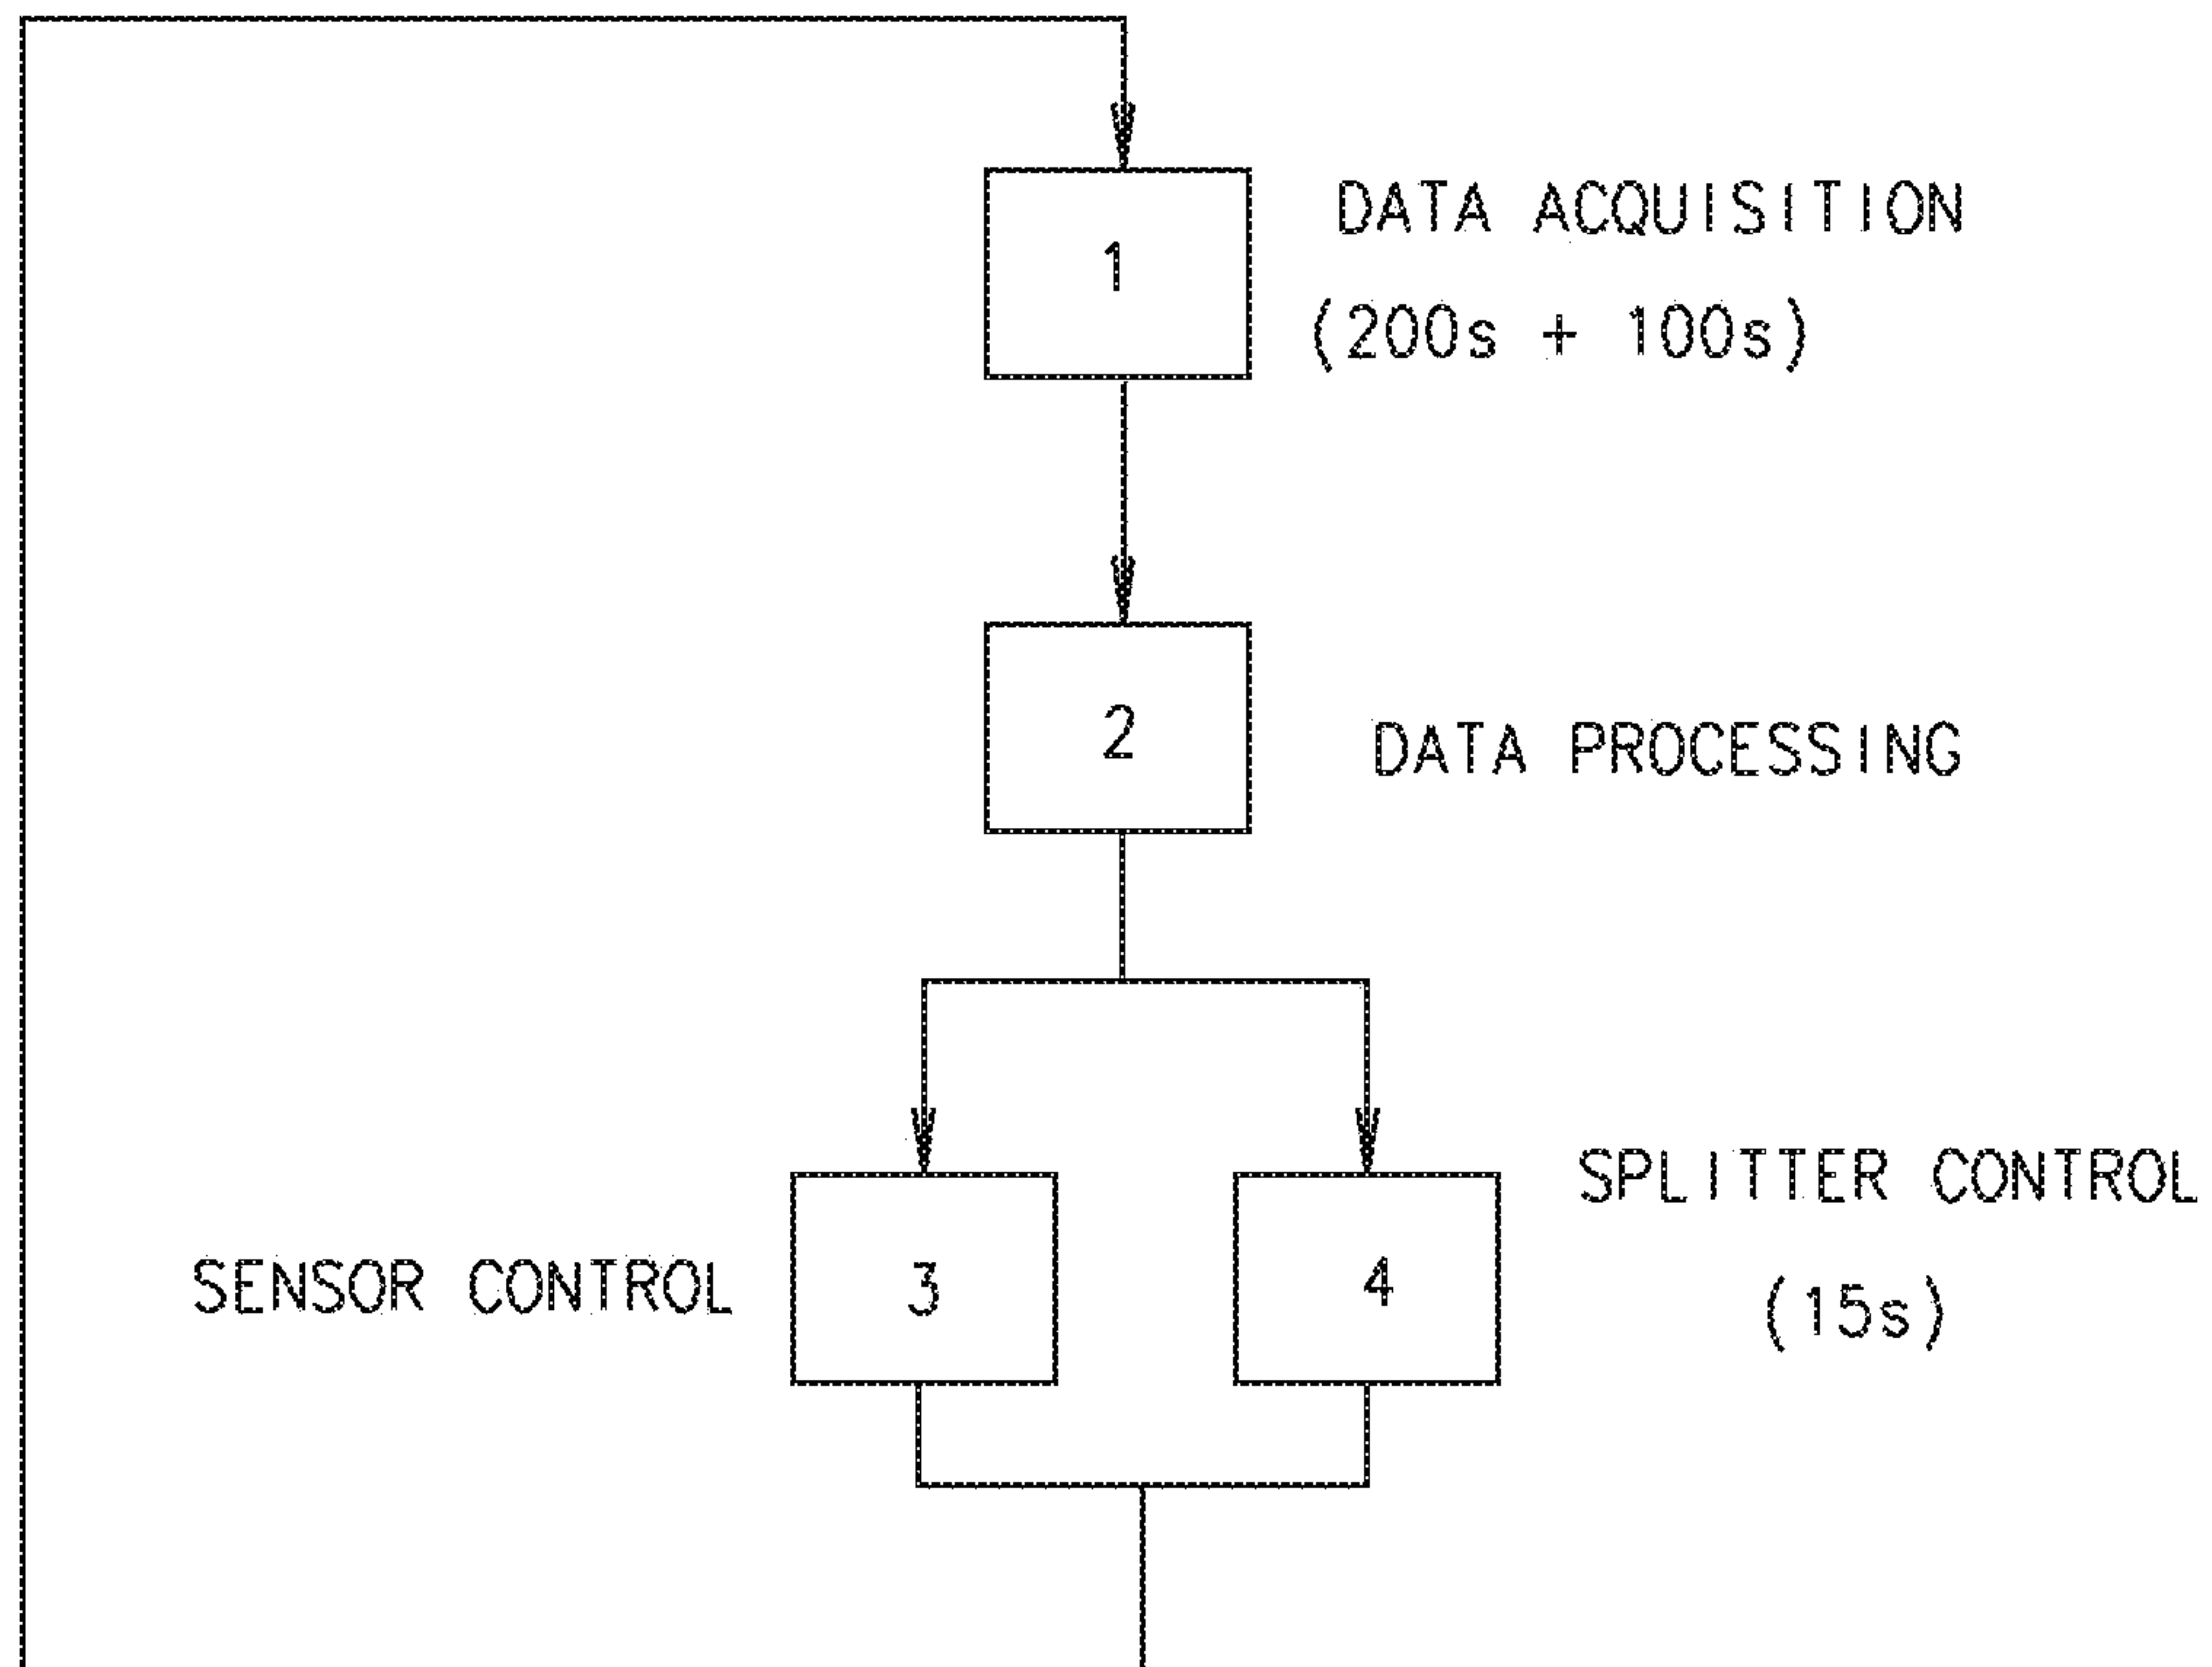 1
DATA ACQUISITION
(200s + 100s)
2
DATA PROCESSING
SPLITTER CONTROL
SENSOR CONTROL
3
4
(15s)